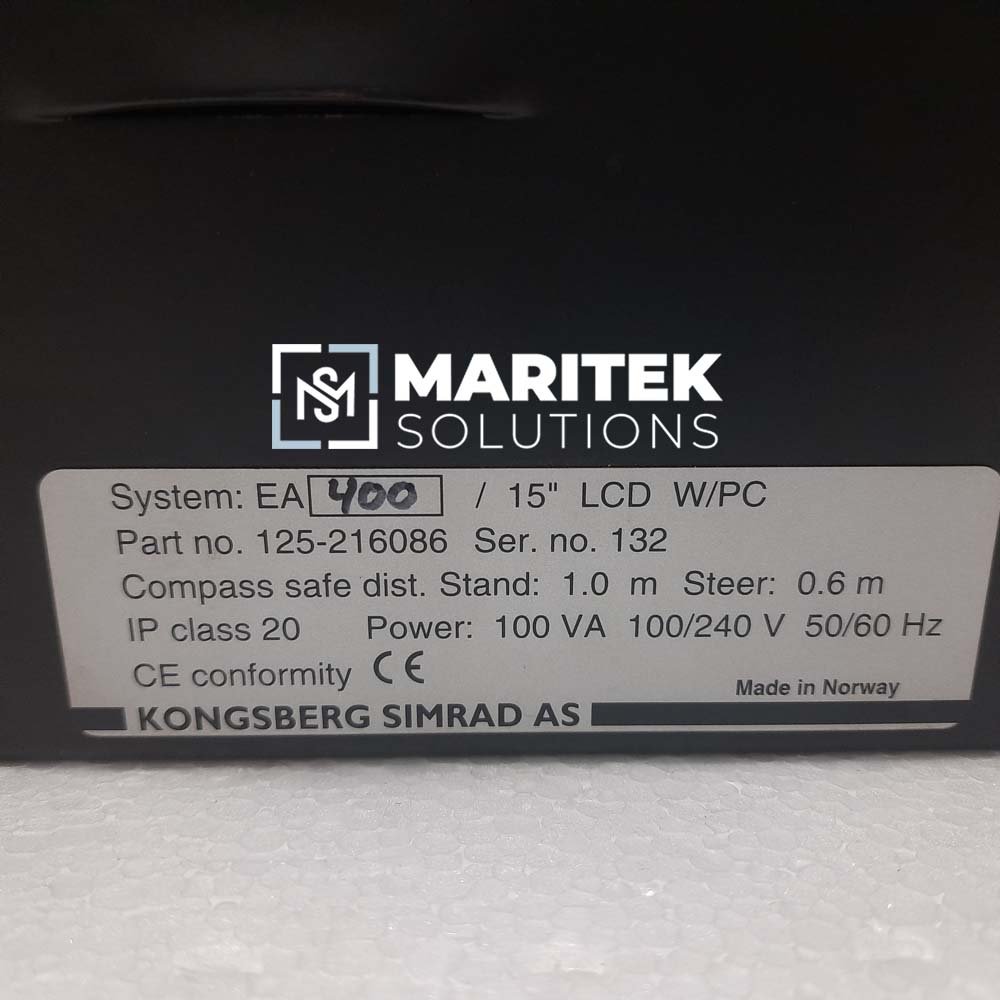 SM
MARITEK
SOLUTIONS
System: EA 400 / 15" LCD W/PC
Part no. 125-216086 Ser. no. 132
Compass safe dist. Stand: 1.0 m Steer: 0.6 m
IP class 20 Power: 100 VA 100/240 V 50/60 Hz
CE conformity CE
Made in Norway
KONGSBERG SIMRAD AS